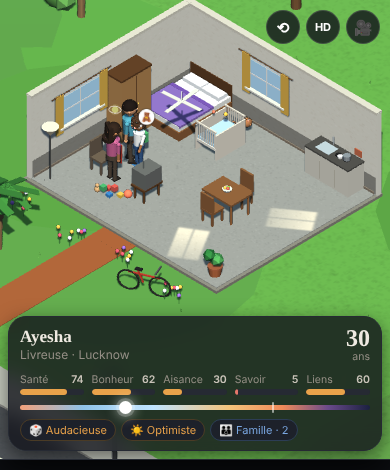 HD
Ayesha
30
Livreuse · Lucknow
ans
Santé 74 Bonheur 62 Aisance 30 Savoir 5 Liens 60
Audacieuse Optimiste Famille · 2